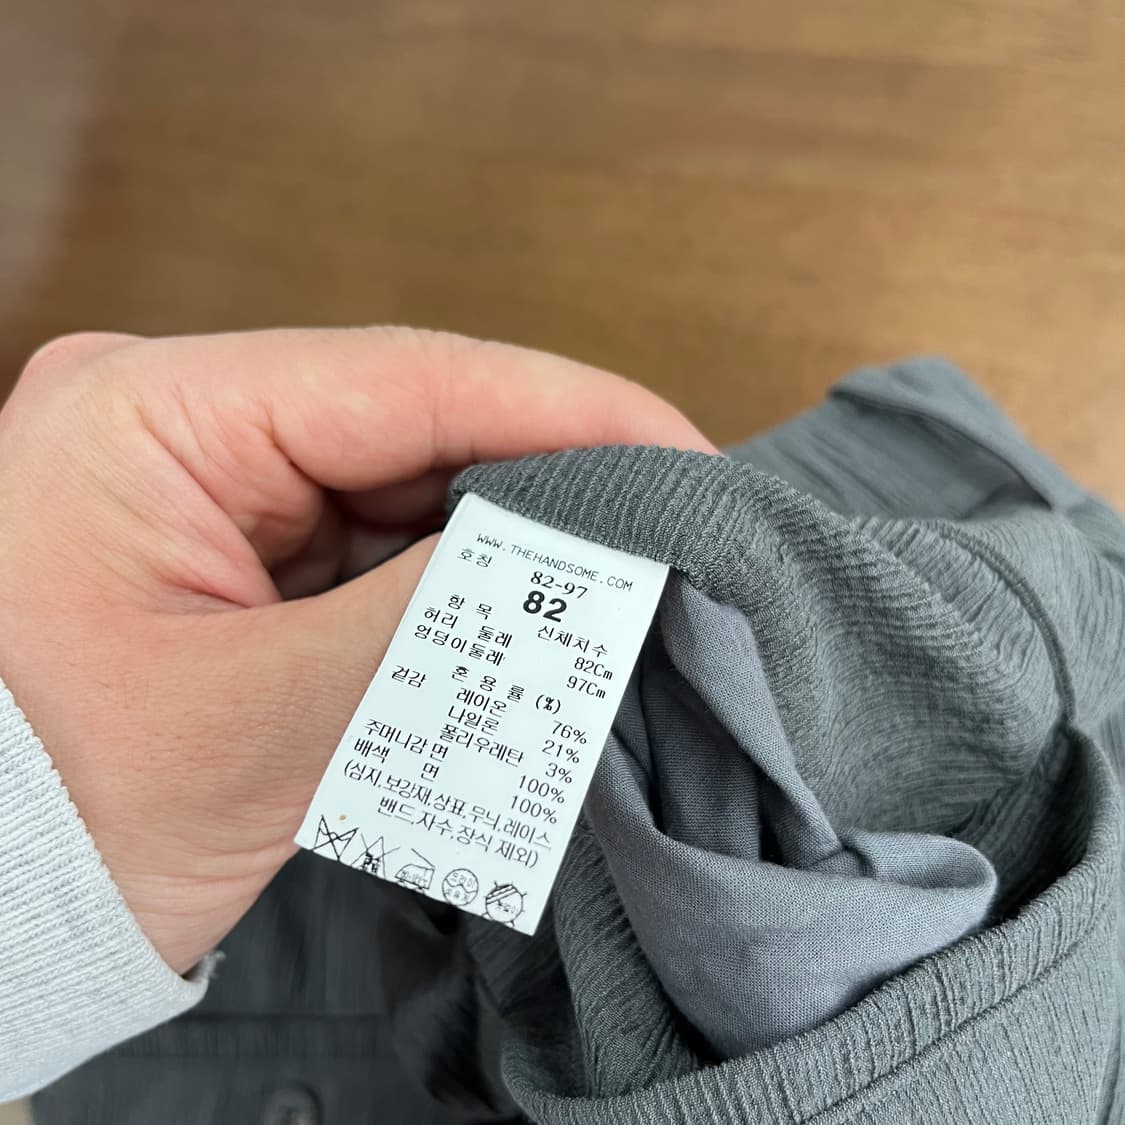 WWW.THEHANDSOME.COM
호칭 82-97
82
항 목 신체치수
허리 둘레 82Cm
엉덩이둘레 97Cm
혼 용 률 (%)
겉감 레이온 76%
나일론 21%
폴리우레탄 3%
주머니감 면 100%
배색 면 100%
(심지,보강재,상표,무늬,레이스
밴드,자수,장식 제외)
드라이